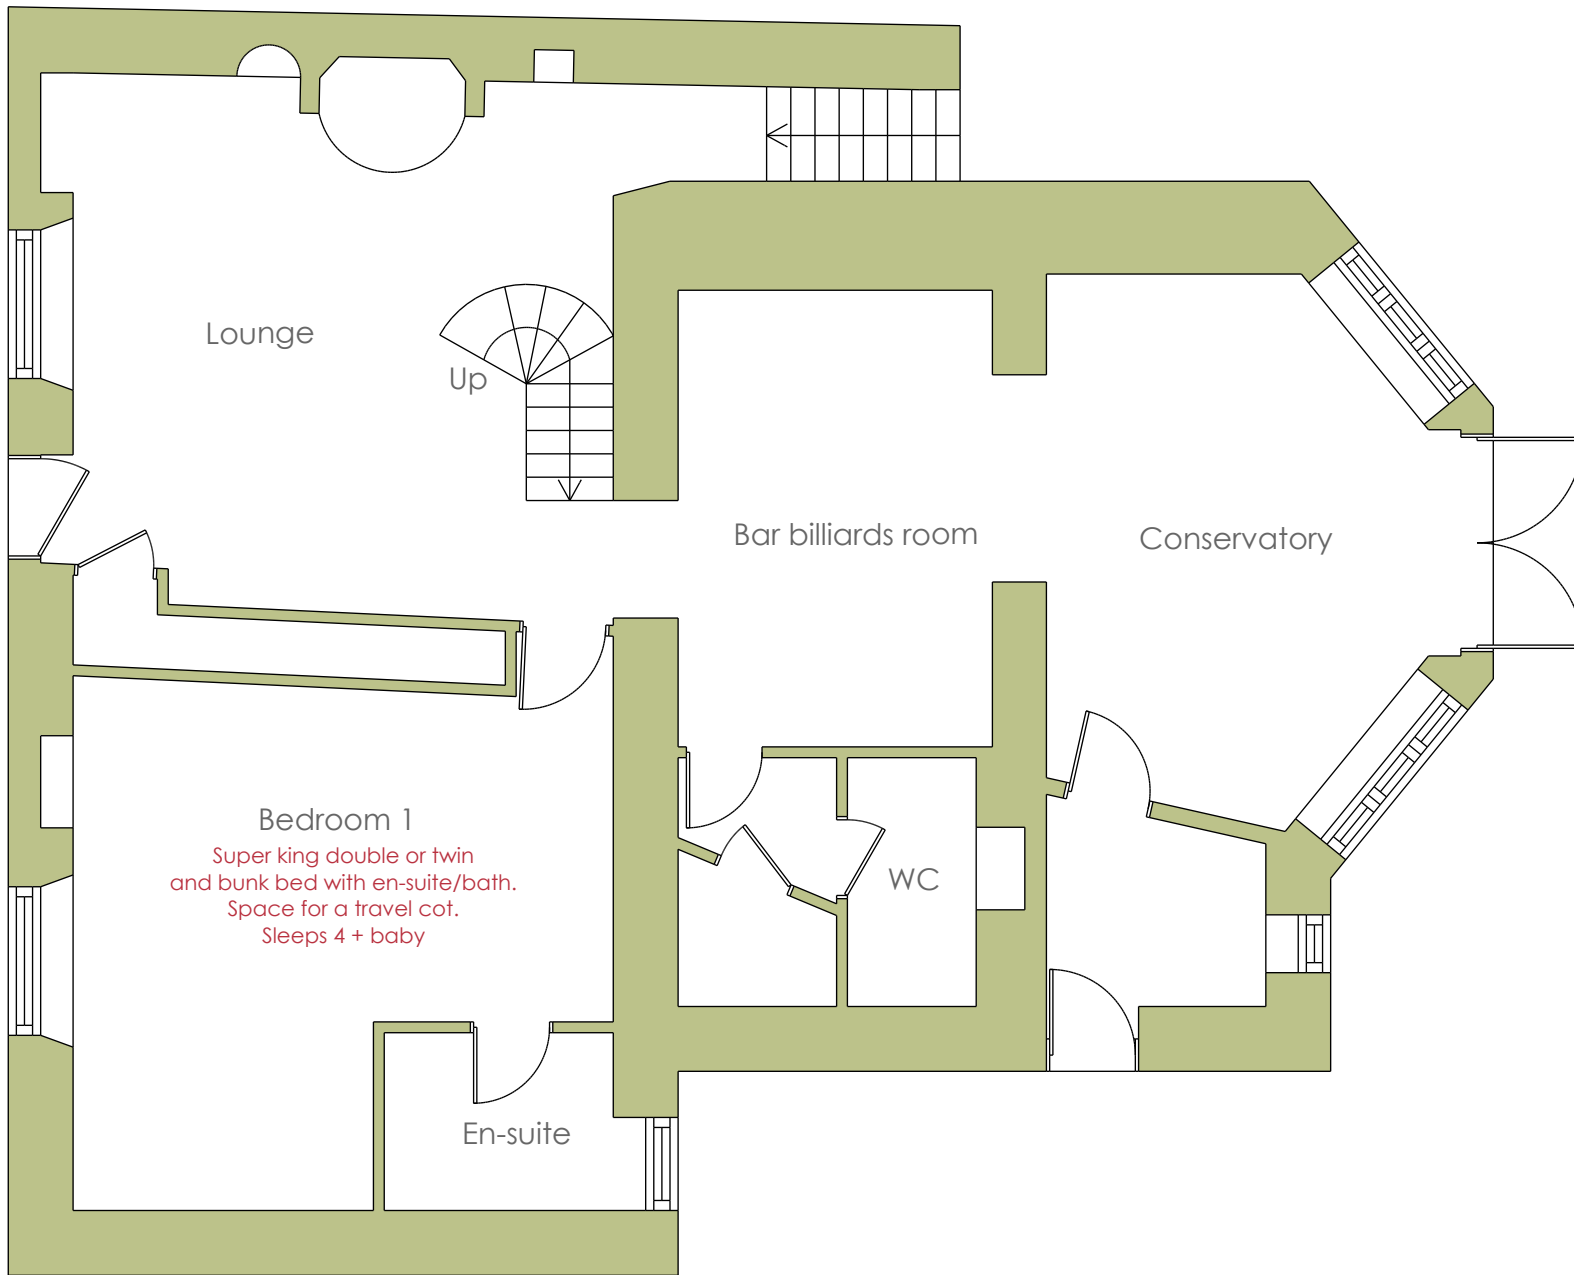 Lounge
Up
Bar billiards room
Conservatory
Bedroom 1
Super king double or twin
and bunk bed with en-suite/bath.
Space for a travel cot.
Sleeps 4 + baby
WC
En-suite